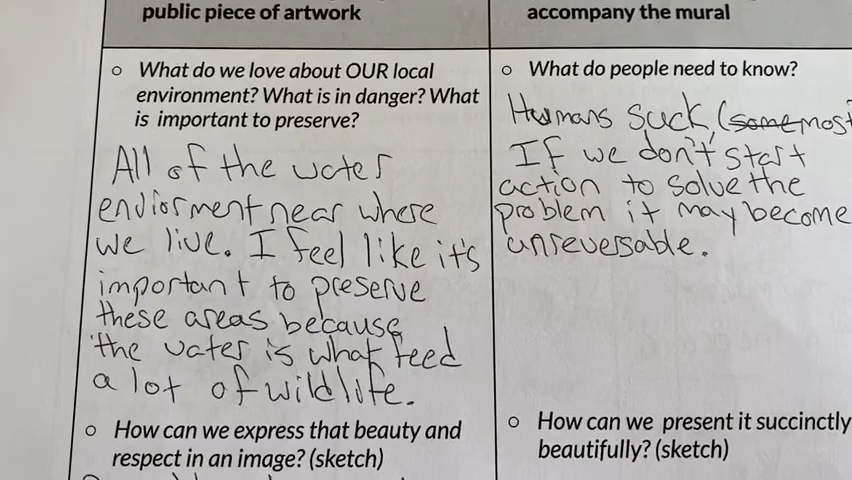 public piece of artwork
○ What do we love about OUR local
environment? What is in danger? What
is important to preserve?
All of the water
endiorment near where
we live. I feel like it's
important to preserve
these areas because
the water is what feed
a lot of wildlife.
○ How can we express that beauty and
respect in an image? (sketch)
accompany the mural
○ What do people need to know?
Humans suck, (some most
If we don't start
action to solve the
problem it may become
unreversable.
○ How can we present it succinctly
beautifully? (sketch)